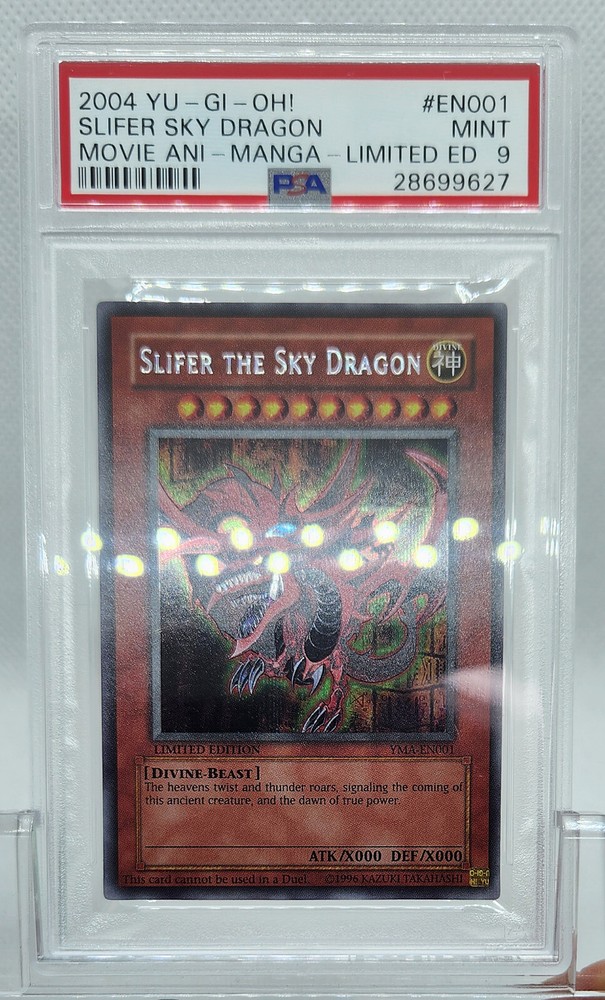 2004 YU-GI-OH! #EN001
SLIFER SKY DRAGON MINT
MOVIE ANI-MANGA-LIMITED ED 9
PSA 28699627
SLIFER THE SKY DRAGON DIVINE 神
LIMITED EDITION YMA-EN001
[DIVINE-BEAST]
The heavens twist and thunder roars, signaling the coming of
this ancient creature, and the dawn of true power.
ATK/X000 DEF/X000
This card cannot be used in a Duel. ©1996 KAZUKI TAKAHASHI